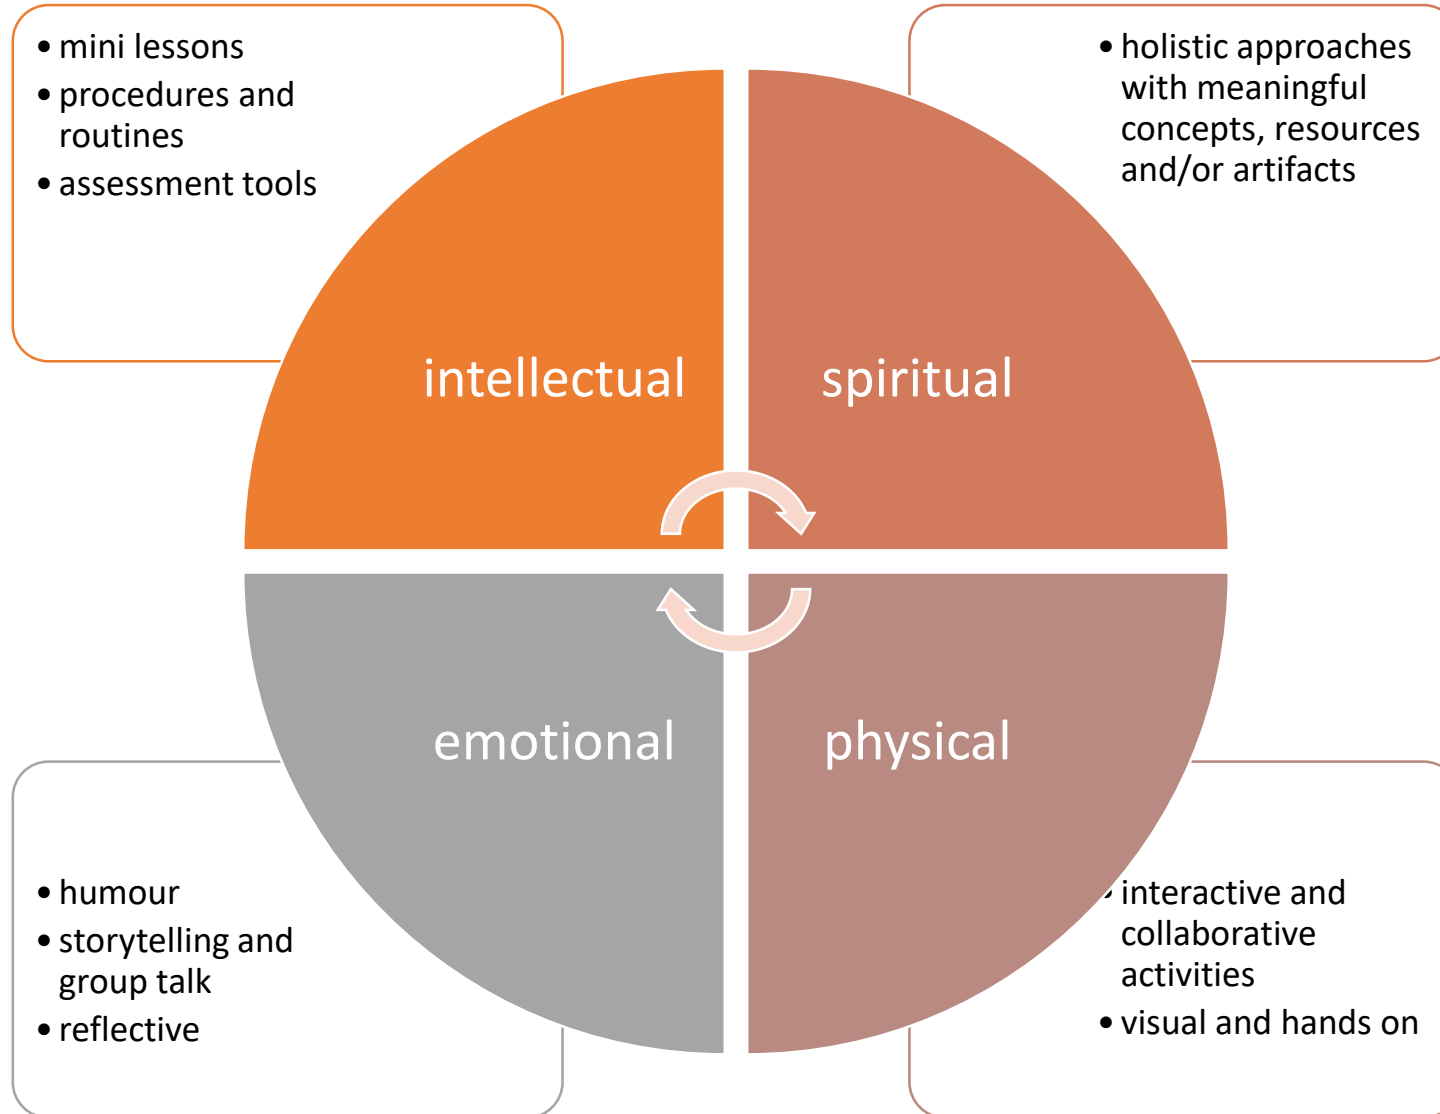 • mini lessons
• procedures and
routines
• assessment tools
• holistic approaches
with meaningful
concepts, resources
and/or artifacts
intellectual
spiritual
emotional
physical
• humour
• storytelling and
group talk
• reflective
• interactive and
collaborative
activities
• visual and hands on